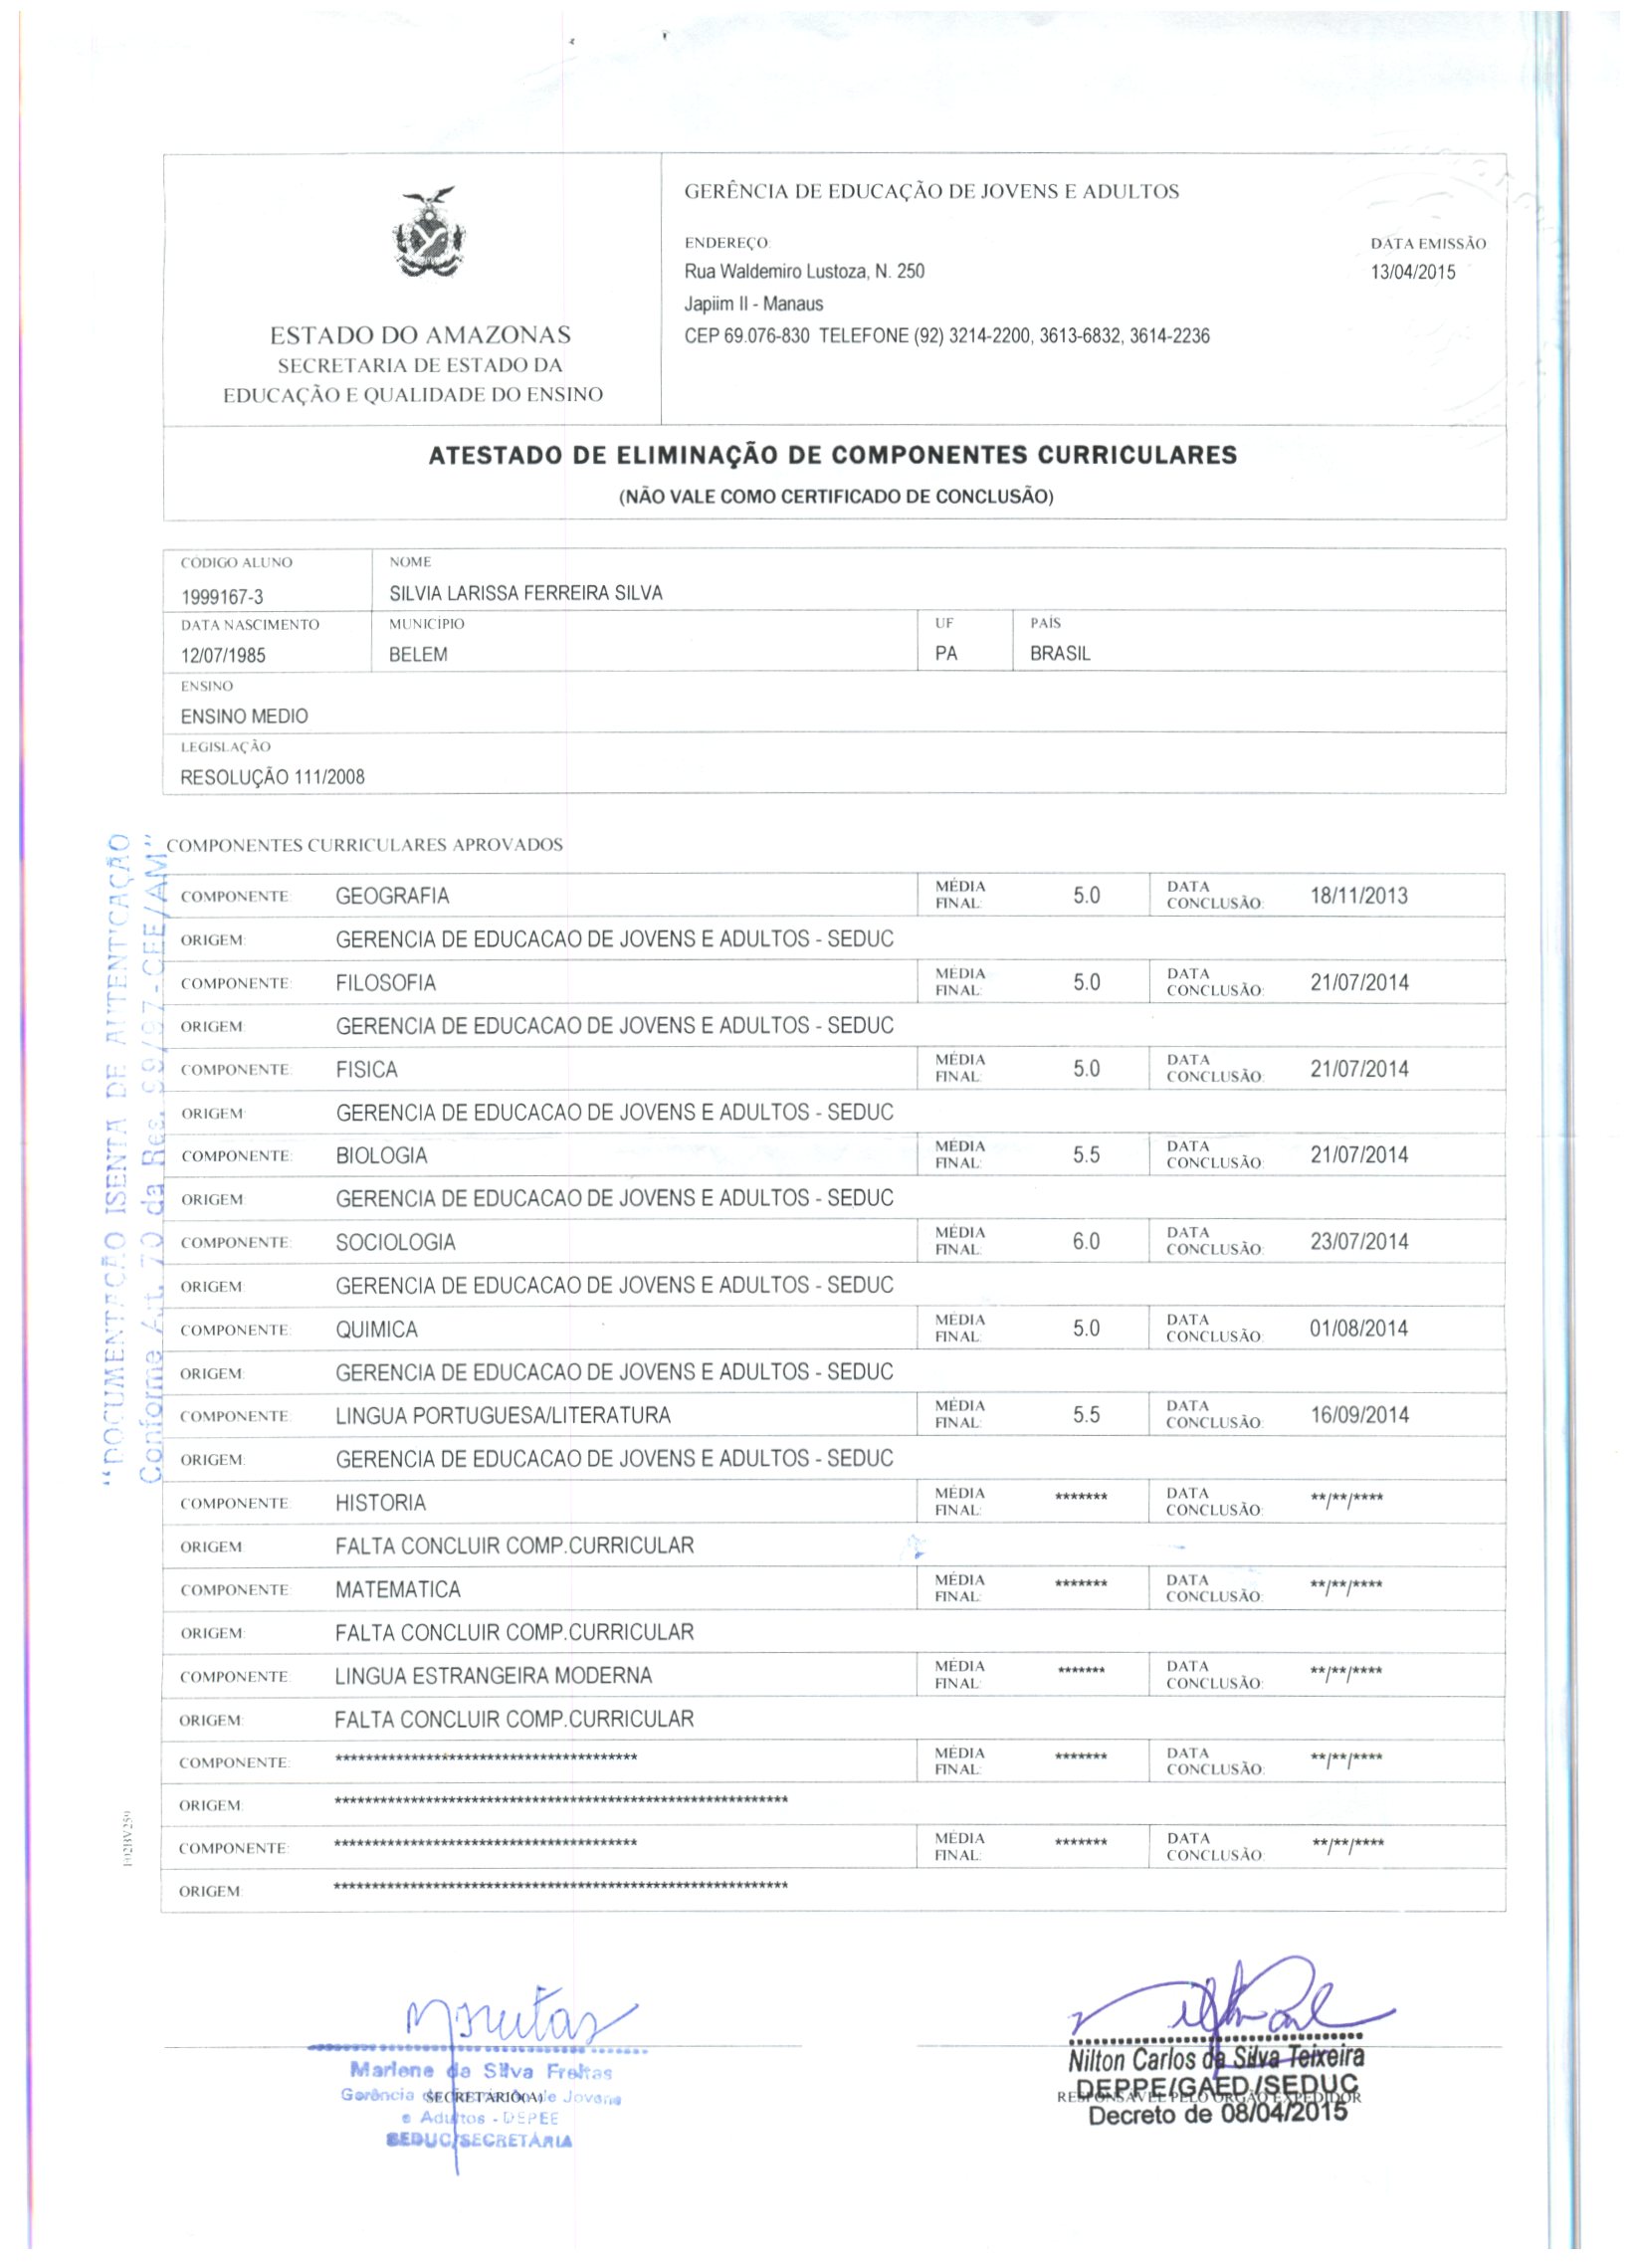 GERÊNCIA DE EDUCAÇÃO DE JOVENS E ADULTOS
ENDEREÇO:
Rua Waldemiro Lustoza, N. 250
Japiim II - Manaus
CEP 69.076-830 TELEFONE (92) 3214-2200, 3613-6832, 3614-2236
DATA EMISSÃO
13/04/2015
ESTADO DO AMAZONAS
SECRETARIA DE ESTADO DA
EDUCAÇÃO E QUALIDADE DO ENSINO
ATESTADO DE ELIMINAÇÃO DE COMPONENTES CURRICULARES
(NÃO VALE COMO CERTIFICADO DE CONCLUSÃO)
CÓDIGO ALUNO NOME
1999167-3 SILVIA LARISSA FERREIRA SILVA
DATA NASCIMENTO MUNICÍPIO UF PAÍS
12/07/1985 BELEM PA BRASIL
ENSINO
ENSINO MEDIO
LEGISLAÇÃO
RESOLUÇÃO 111/2008
"DOCUMENTAÇÃO ISENTA DE AUTENTICAÇÃO
Conforme Art. 70 da Res. 99/97-CEE/AM"
COMPONENTES CURRICULARES APROVADOS
COMPONENTE: GEOGRAFIA MÉDIA FINAL: 5.0 DATA CONCLUSÃO: 18/11/2013
ORIGEM: GERENCIA DE EDUCACAO DE JOVENS E ADULTOS - SEDUC
COMPONENTE: FILOSOFIA MÉDIA FINAL: 5.0 DATA CONCLUSÃO: 21/07/2014
ORIGEM: GERENCIA DE EDUCACAO DE JOVENS E ADULTOS - SEDUC
COMPONENTE: FISICA MÉDIA FINAL: 5.0 DATA CONCLUSÃO: 21/07/2014
ORIGEM: GERENCIA DE EDUCACAO DE JOVENS E ADULTOS - SEDUC
COMPONENTE: BIOLOGIA MÉDIA FINAL: 5.5 DATA CONCLUSÃO: 21/07/2014
ORIGEM: GERENCIA DE EDUCACAO DE JOVENS E ADULTOS - SEDUC
COMPONENTE: SOCIOLOGIA MÉDIA FINAL: 6.0 DATA CONCLUSÃO: 23/07/2014
ORIGEM: GERENCIA DE EDUCACAO DE JOVENS E ADULTOS - SEDUC
COMPONENTE: QUIMICA MÉDIA FINAL: 5.0 DATA CONCLUSÃO: 01/08/2014
ORIGEM: GERENCIA DE EDUCACAO DE JOVENS E ADULTOS - SEDUC
COMPONENTE: LINGUA PORTUGUESA/LITERATURA MÉDIA FINAL: 5.5 DATA CONCLUSÃO: 16/09/2014
ORIGEM: GERENCIA DE EDUCACAO DE JOVENS E ADULTOS - SEDUC
COMPONENTE: HISTORIA MÉDIA FINAL: ******* DATA CONCLUSÃO: **/**/****
ORIGEM: FALTA CONCLUIR COMP.CURRICULAR
COMPONENTE: MATEMATICA MÉDIA FINAL: ******* DATA CONCLUSÃO: **/**/****
ORIGEM: FALTA CONCLUIR COMP.CURRICULAR
COMPONENTE: LINGUA ESTRANGEIRA MODERNA MÉDIA FINAL: ******* DATA CONCLUSÃO: **/**/****
ORIGEM: FALTA CONCLUIR COMP.CURRICULAR
COMPONENTE: **************************************** MÉDIA FINAL: ******* DATA CONCLUSÃO: **/**/****
ORIGEM: ************************************************************
COMPONENTE: **************************************** MÉDIA FINAL: ******* DATA CONCLUSÃO: **/**/****
ORIGEM: ************************************************************
Marlene da Silva Freitas
Gerência de Jovens
SECRETÁRIO(A)
e Adultos - DEPEE
SEDUC/SECRETÁRIA
Nilton Carlos da Silva Teixeira
DEPPE/GAED/SEDUC
RESPONSÁVEL PELO ÓRGÃO EXPEDIDOR
Decreto de 08/04/2015